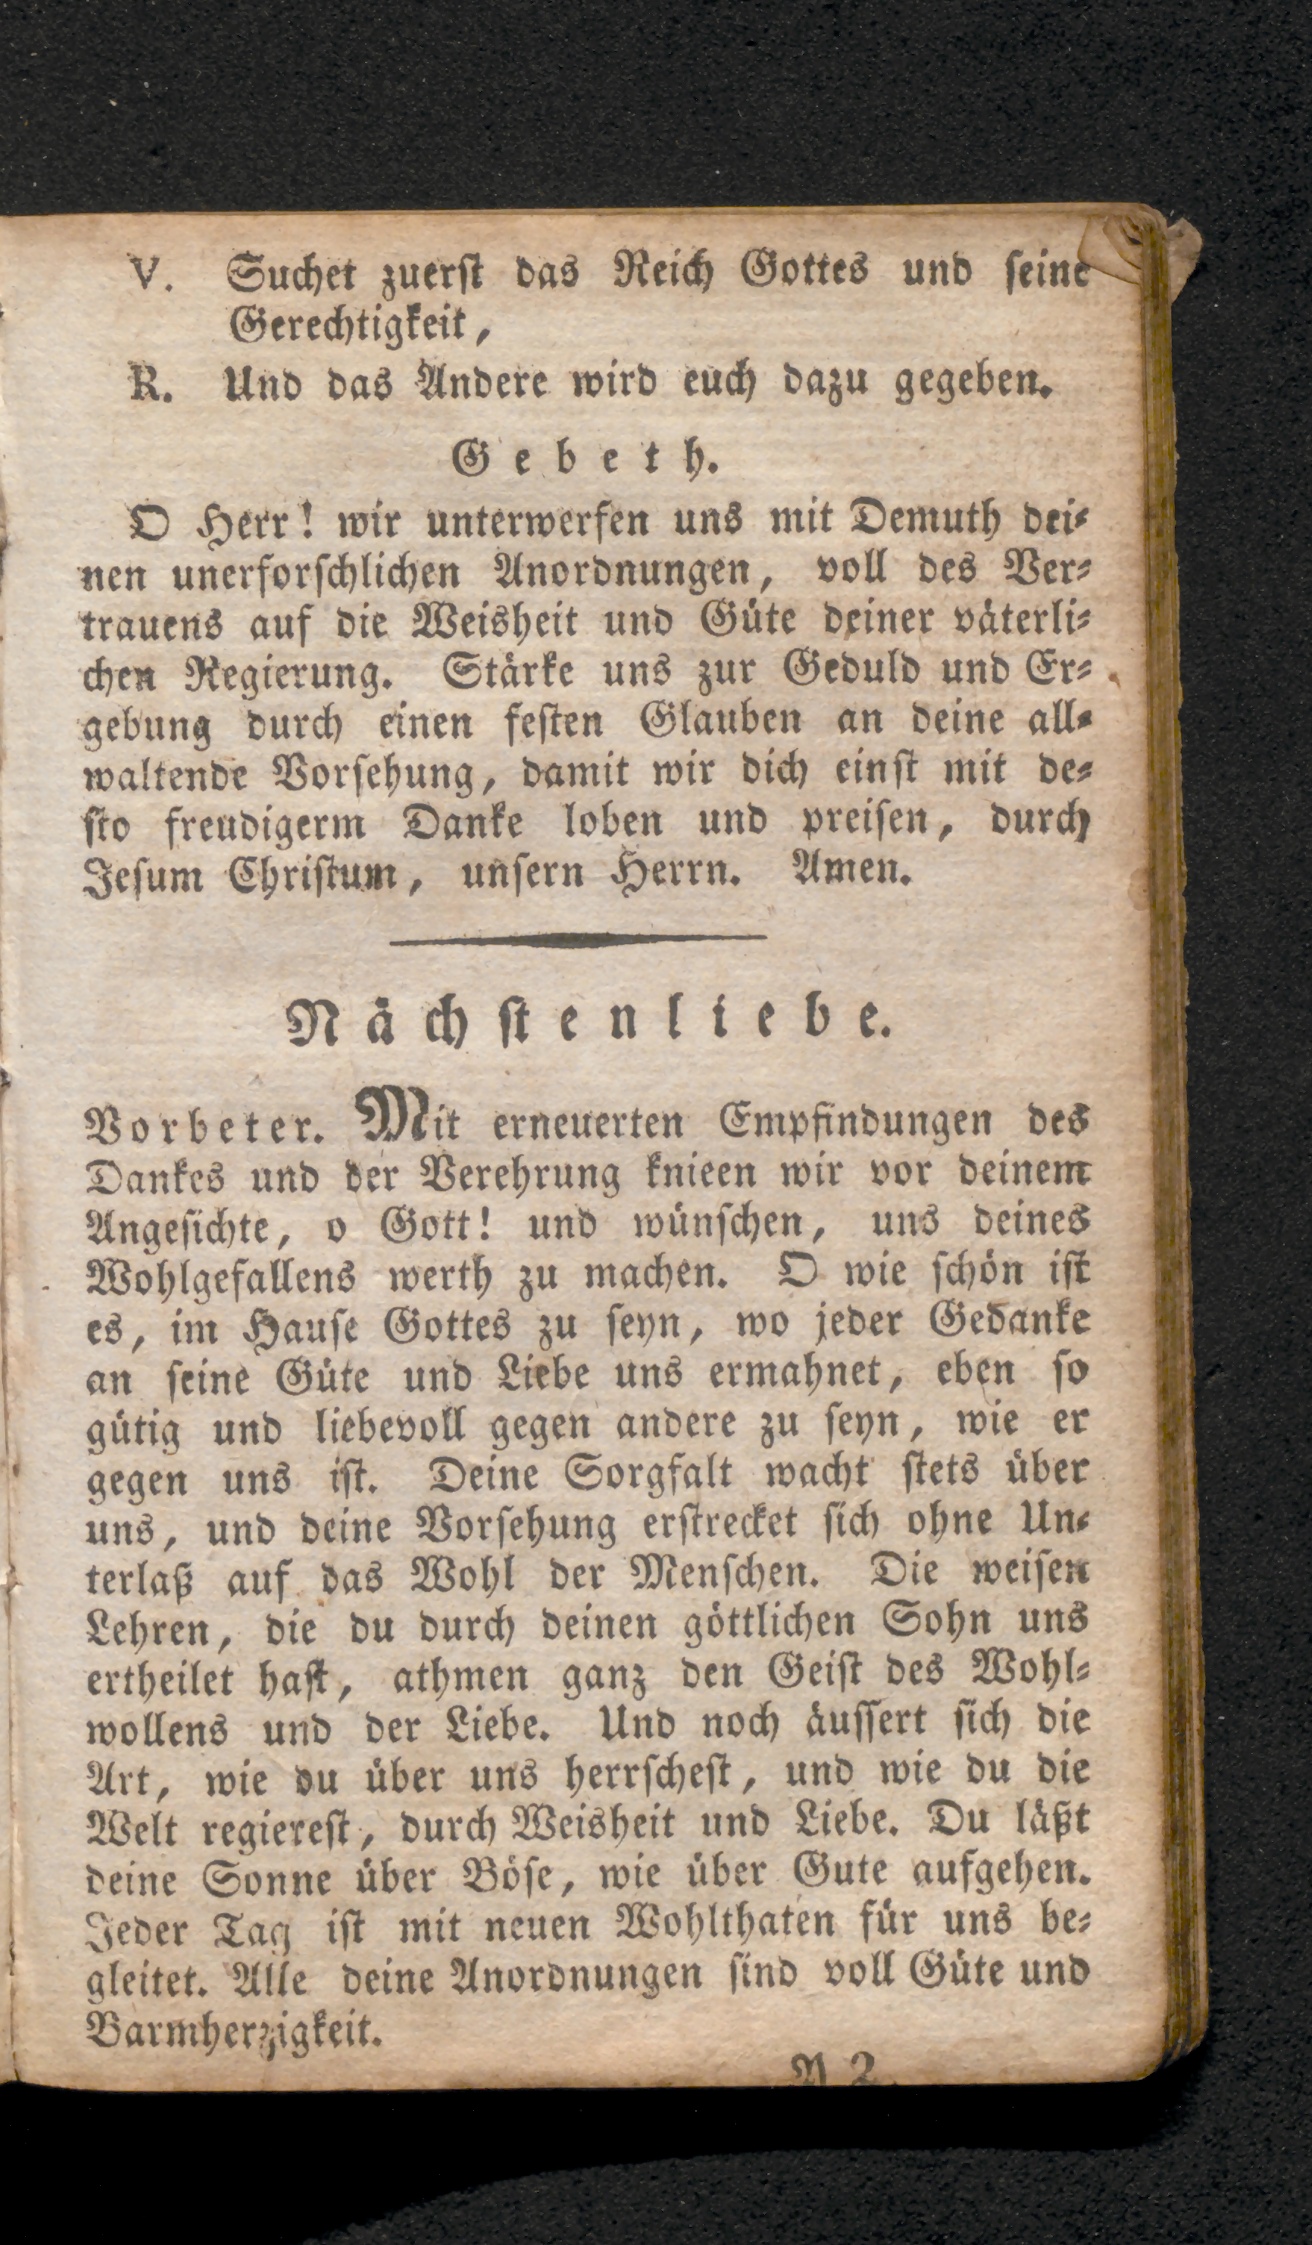 V. Suchet zuerst das Reich Gottes und seine
Gerechtigkeit,
R. Und das Andere wird euch dazu gegeben.
Gebeth.
O Herr! wir unterwerfen uns mit Demuth dei⸗
nen unerforschlichen Anordnungen, voll des Ver⸗
trauens auf die Weisheit und Güte deiner väterli⸗
chen Regierung. Stärke uns zur Geduld und Er⸗
gebung durch einen festen Glauben an deine all⸗
waltende Vorsehung, damit wir dich einst mit de⸗
sto freudigerm Danke loben und preisen, durch
Jesum Christum, unsern Herrn. Amen.
Nächstenliebe.
Vorbeter. Mit erneuerten Empfindungen des
Dankes und der Verehrung knieen wir vor deinem
Angesichte, o Gott! und wünschen, uns deines
Wohlgefallens werth zu machen. O wie schön ist
es, im Hause Gottes zu seyn, wo jeder Gedanke
an seine Güte und Liebe uns ermahnet, eben so
gütig und liebevoll gegen andere zu seyn, wie er
gegen uns ist. Deine Sorgfalt wacht stets über
uns, und deine Vorsehung erstrecket sich ohne Un⸗
terlaß auf das Wohl der Menschen. Die weisen
Lehren, die du durch deinen göttlichen Sohn uns
ertheilet hast, athmen ganz den Geist des Wohl⸗
wollens und der Liebe. Und noch äussert sich die
Art, wie du über uns herrschest, und wie du die
Welt regierest, durch Weisheit und Liebe. Du läßt
deine Sonne über Böse, wie über Gute aufgehen.
Jeder Tag ist mit neuen Wohlthaten für uns be⸗
gleitet. Alle deine Anordnungen sind voll Güte und
Barmherzigkeit.